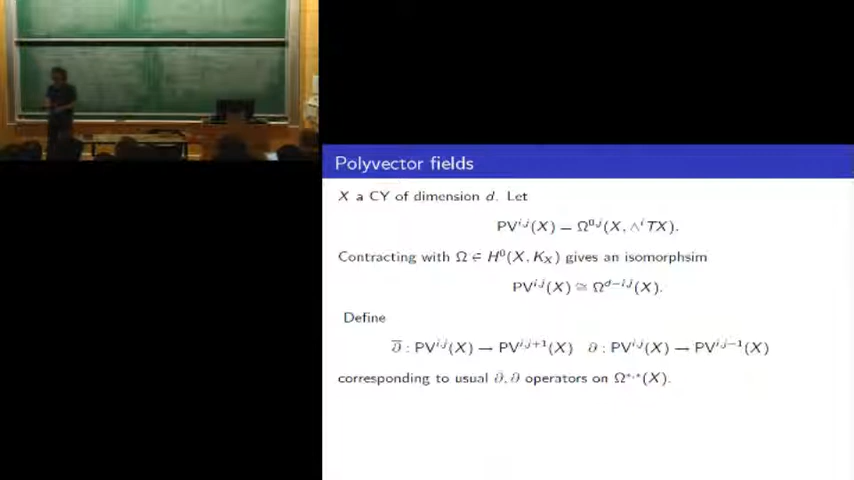 Polyvector fields
X a CY of dimension d. Let
PV^{i,j}(X) = Ω^{0,j}(X, ∧^i TX).
Contracting with Ω ∈ H^0(X, K_X) gives an isomorphsim
PV^{i,j}(X) ≅ Ω^{d−i,j}(X).
Define
∂̄ : PV^{i,j}(X) → PV^{i,j+1}(X) ∂ : PV^{i,j}(X) → PV^{i,j−1}(X)
corresponding to usual ∂̄, ∂ operators on Ω^{*,*}(X).